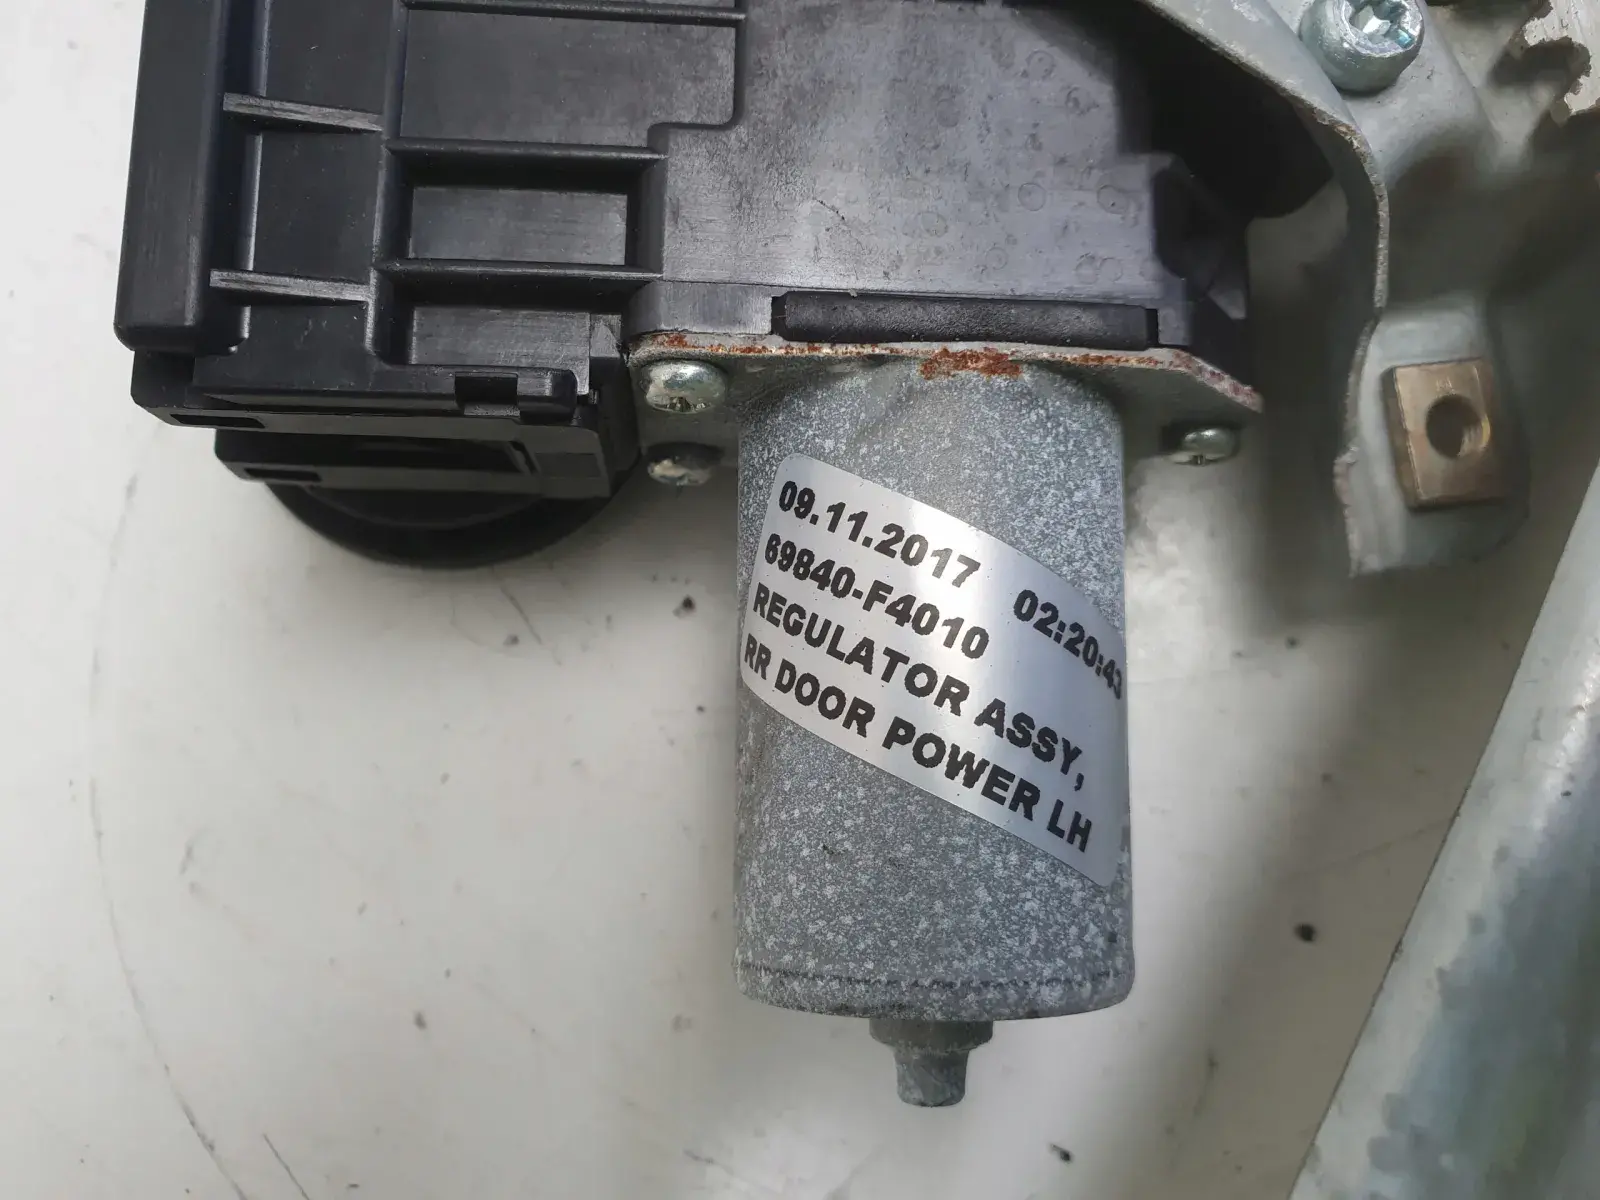 09.11.2017 02:20:43
69840-F4010
REGULATOR ASSY,
RR DOOR POWER LH